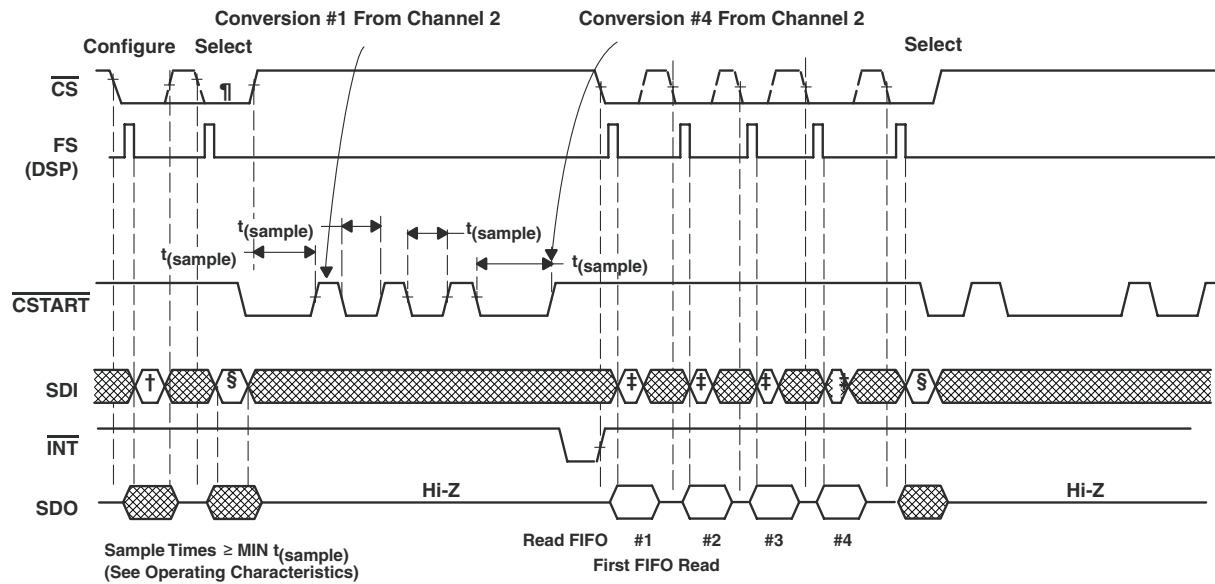 Conversion #1 From Channel 2
Conversion #4 From Channel 2
Configure
Select
Select
CS
¶
FS
(DSP)
t(sample)
t(sample)
t(sample)
t(sample)
CSTART
SDI
†
§
‡
‡
‡
‡
§
INT
SDO
Hi-Z
Hi-Z
Read FIFO
#1
#2
#3
#4
First FIFO Read
Sample Times ≥ MIN t(sample)
(See Operating Characteristics)